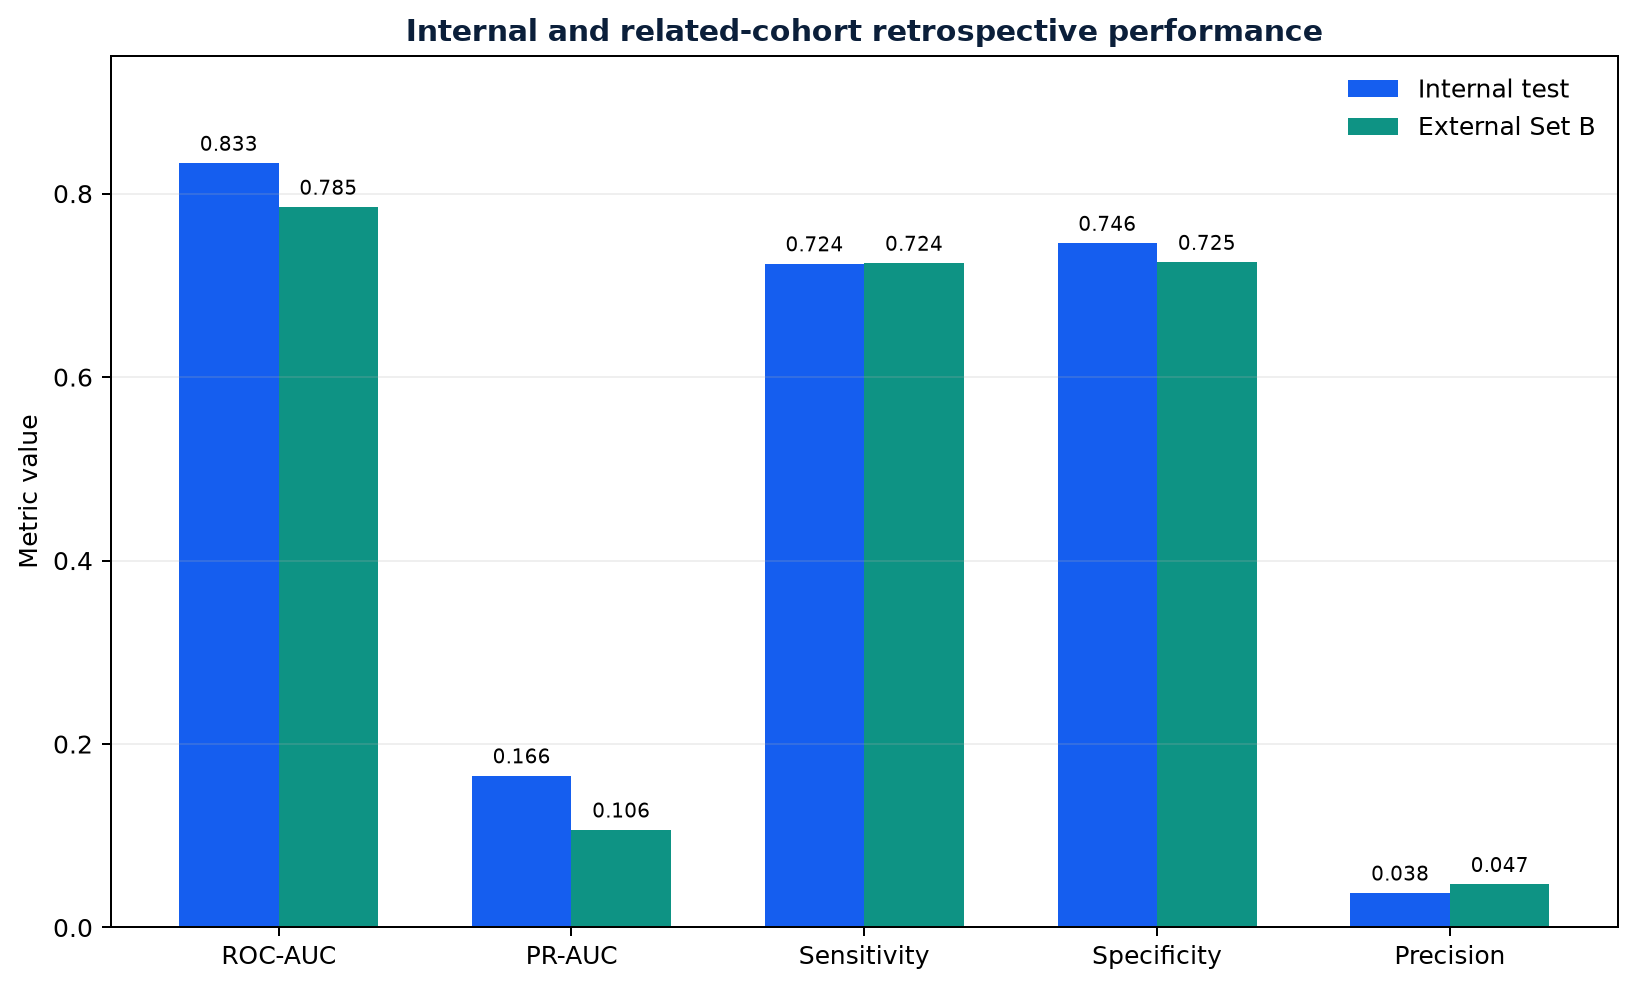 Internal and related-cohort retrospective performance
Internal test
External Set B
Metric value
0.8
0.6
0.4
0.2
0.0
0.833
0.785
0.166
0.106
0.724
0.724
0.746
0.725
0.038
0.047
ROC-AUC
PR-AUC
Sensitivity
Specificity
Precision